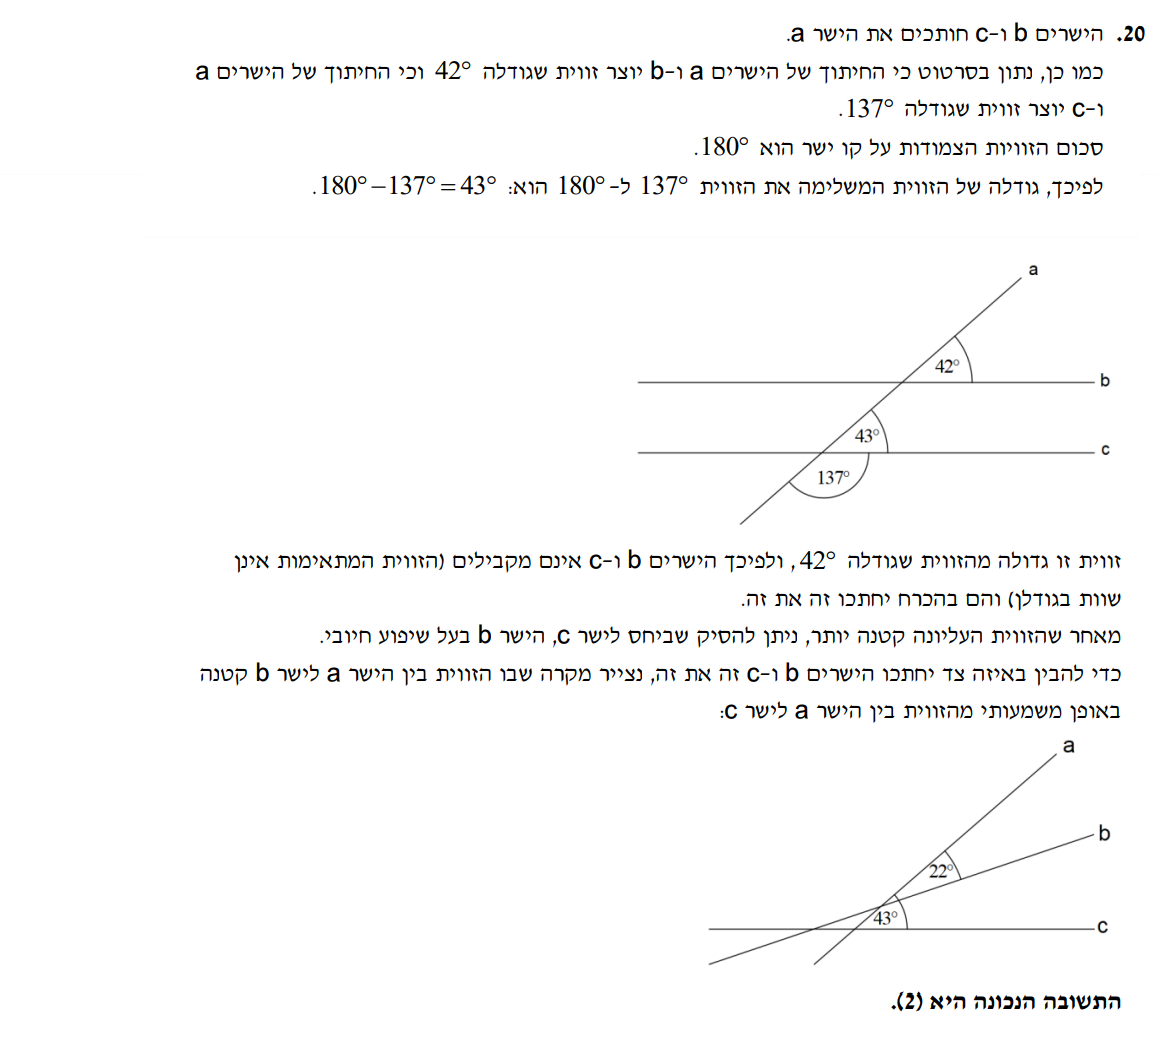 20. הישרים b ו-c חותכים את הישר a.
כמו כן, נתון בסרטוט כי החיתוך של הישרים a ו-b יוצר זווית שגודלה 42° וכי החיתוך של הישרים a
ו-c יוצר זווית שגודלה 137°.
סכום הזוויות הצמודות על קו ישר הוא 180°.
לפיכך, גודלה של הזווית המשלימה את הזווית 137° ל-180° הוא: 180°−137°=43°.
a
42°
b
43°
c
137°
זווית זו גדולה מהזווית שגודלה 42°, ולפיכך הישרים b ו-c אינם מקבילים (הזווית המתאימות אינן
שוות בגודלן) והם בהכרח יחתכו זה את זה.
מאחר שהזווית העליונה קטנה יותר, ניתן להסיק שביחס לישר c, הישר b בעל שיפוע חיובי.
כדי להבין באיזה צד יחתכו הישרים b ו-c זה את זה, נצייר מקרה שבו הזווית בין הישר a לישר b קטנה
באופן משמעותי מהזווית בין הישר a לישר c:
a
b
22°
43°
c
התשובה הנכונה היא (2).